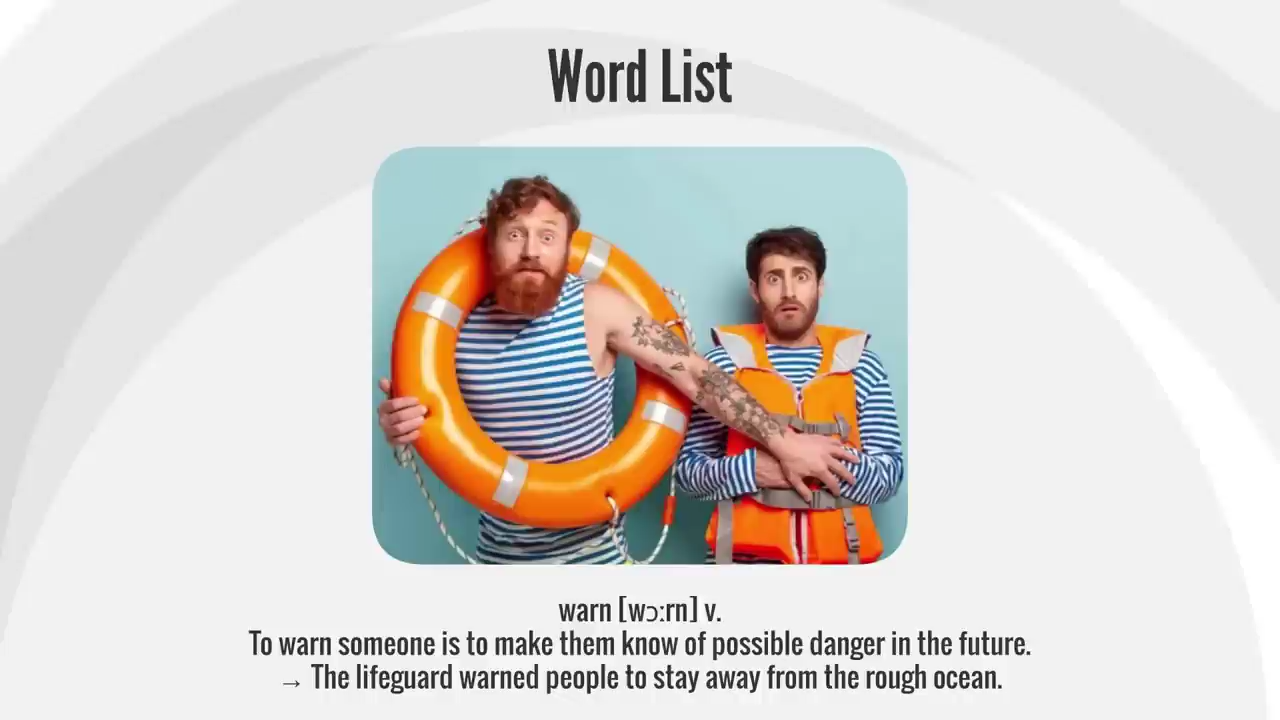 Word List
warn [wɔːrn] v.
To warn someone is to make them know of possible danger in the future.
→ The lifeguard warned people to stay away from the rough ocean.